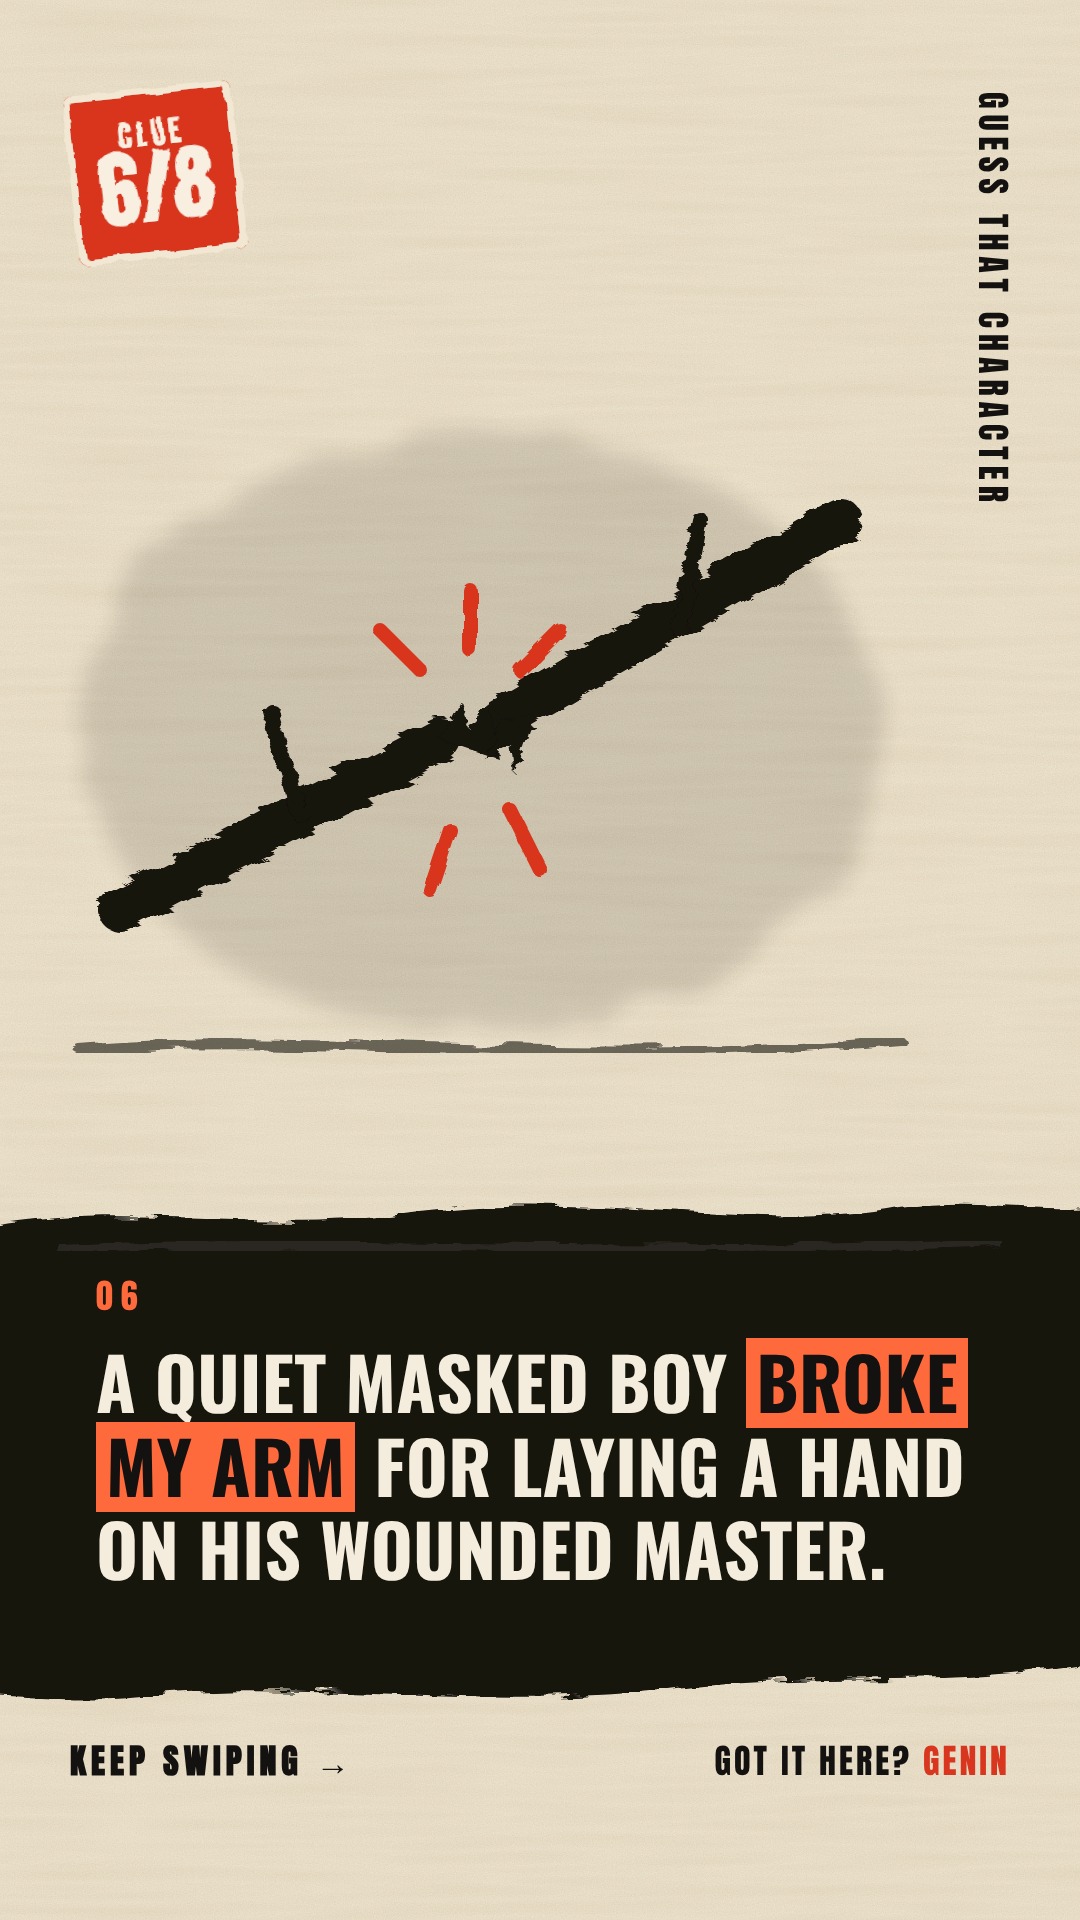 CLUE
6/8
GUESS THAT CHARACTER
06
A QUIET MASKED BOY BROKE
MY ARM FOR LAYING A HAND
ON HIS WOUNDED MASTER.
KEEP SWIPING →
GOT IT HERE? GENIN